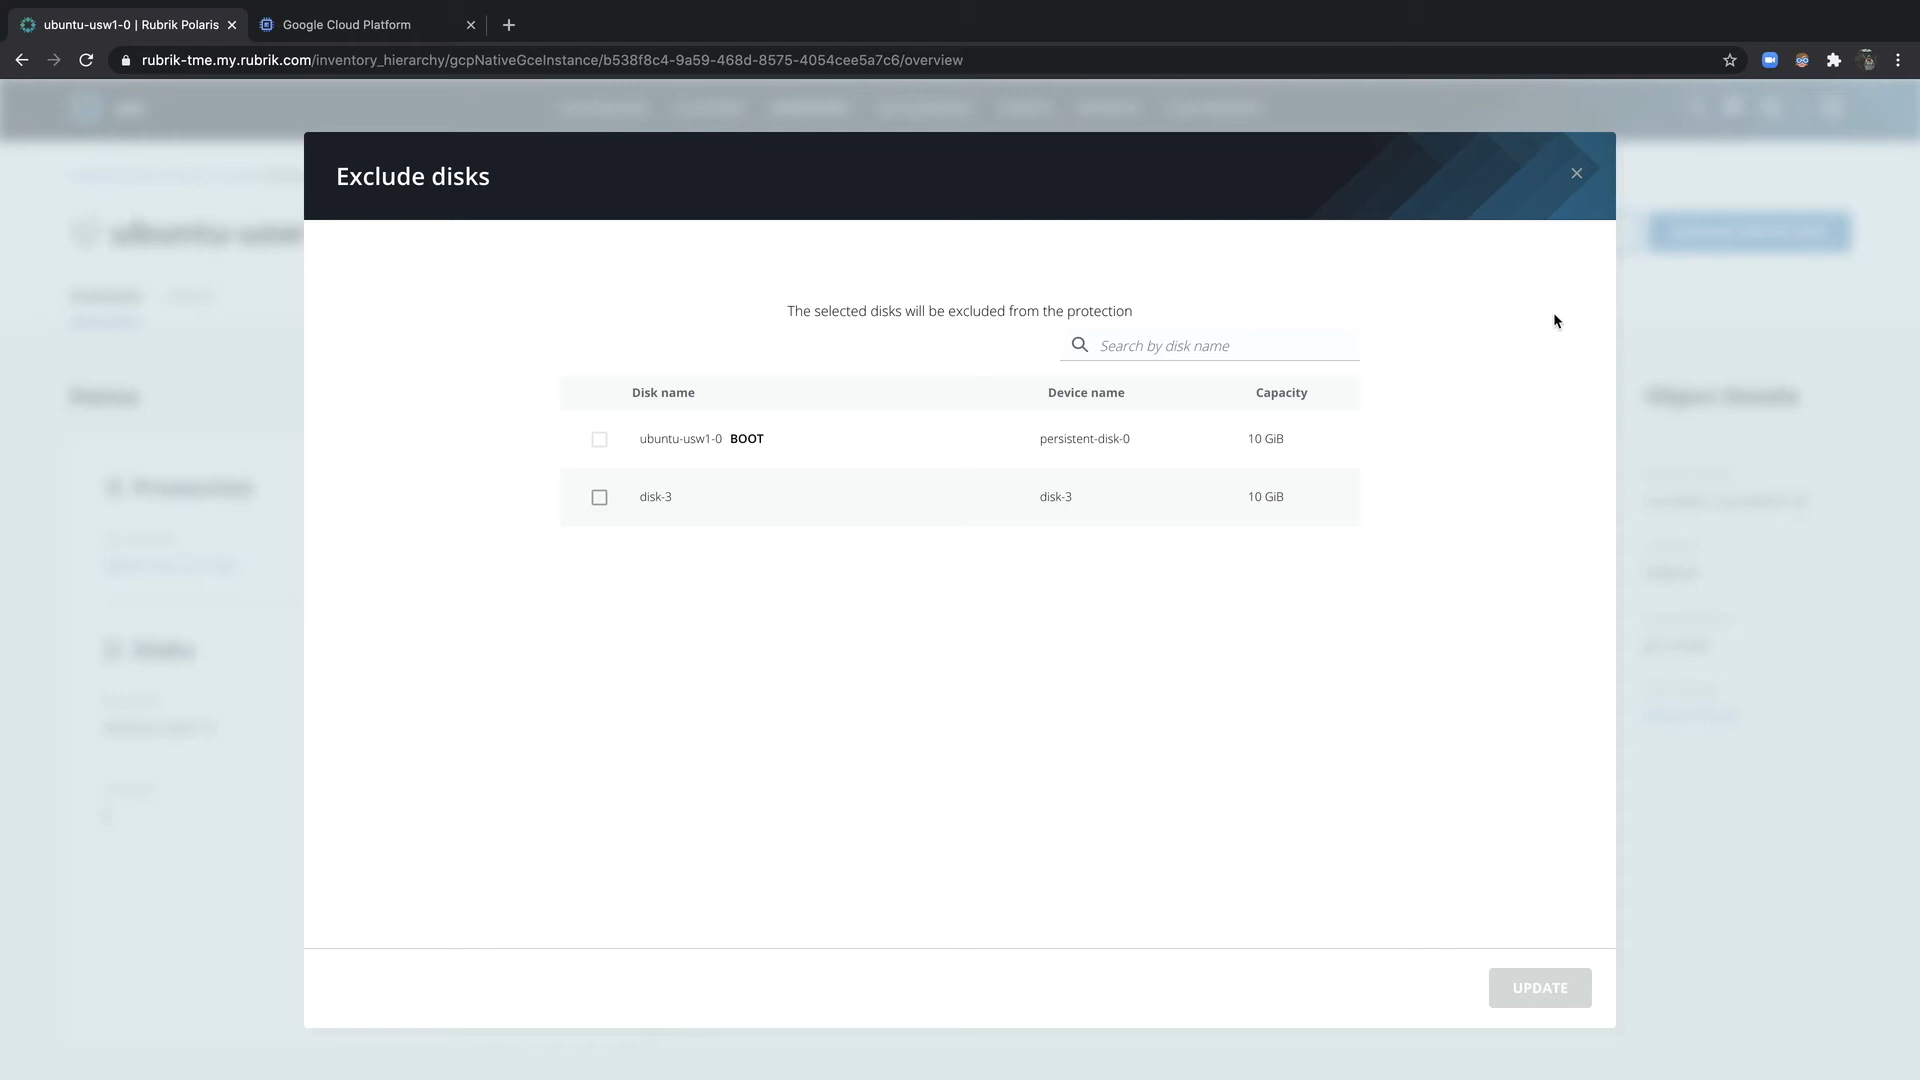 ubuntu-usw1-0 | Rubrik Polaris
Google Cloud Platform
rubrik-tme.my.rubrik.com/inventory_hierarchy/gcpNativeGceInstance/b538f8c4-9a59-468d-8575-4054cee5a7c6/overview
Exclude disks
The selected disks will be excluded from the protection
Search by disk name
Disk name Device name Capacity
ubuntu-usw1-0 BOOT persistent-disk-0 10 GiB
disk-3 disk-3 10 GiB
UPDATE